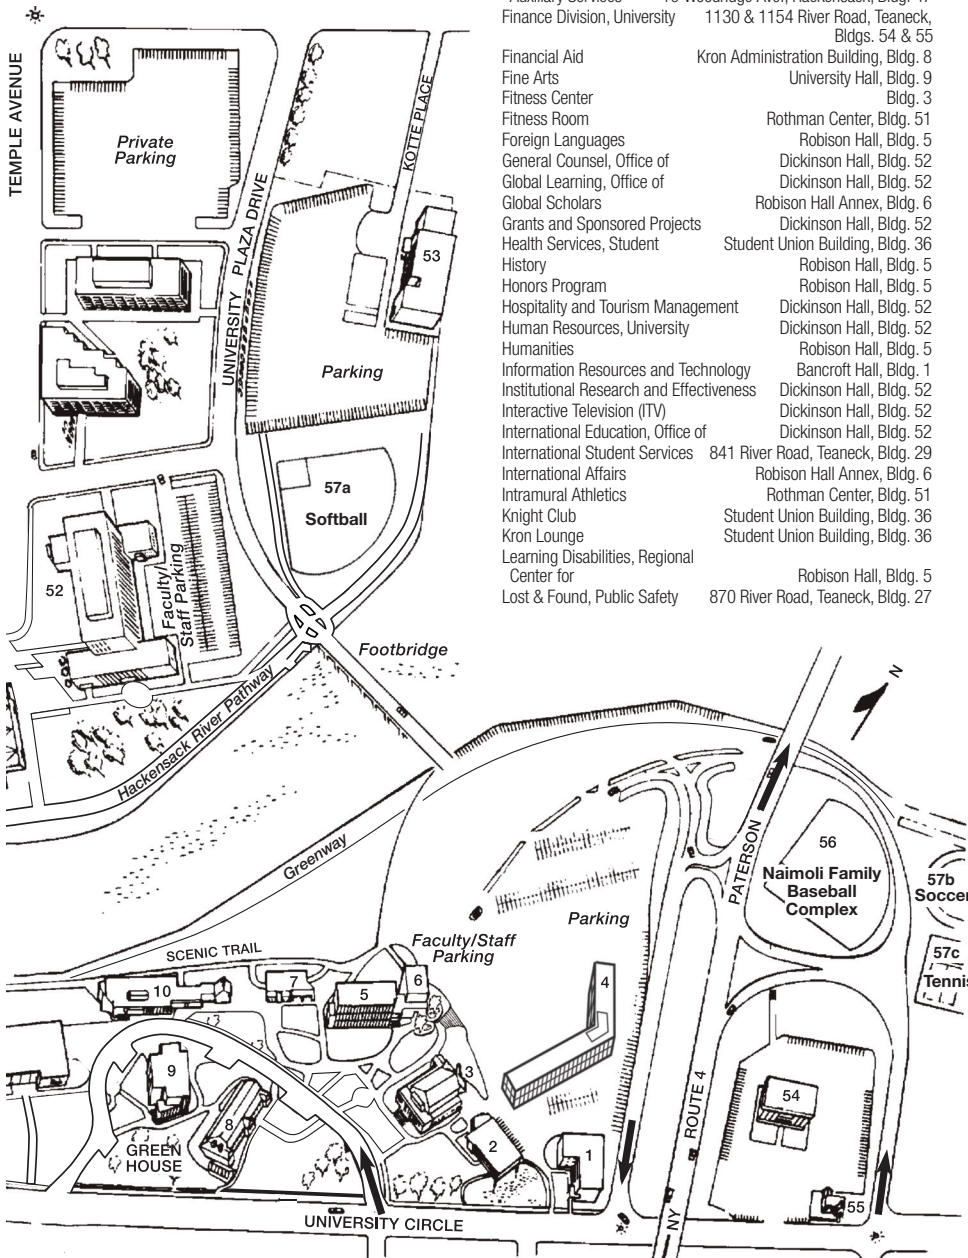 Finance Division, University 1130 & 1154 River Road, Teaneck,
Bldgs. 54 & 55
Financial Aid Kron Administration Building, Bldg. 8
Fine Arts University Hall, Bldg. 9
Fitness Center Bldg. 3
Fitness Room Rothman Center, Bldg. 51
Foreign Languages Robison Hall, Bldg. 5
General Counsel, Office of Dickinson Hall, Bldg. 52
Global Learning, Office of Dickinson Hall, Bldg. 52
Global Scholars Robison Hall Annex, Bldg. 6
Grants and Sponsored Projects Dickinson Hall, Bldg. 52
Health Services, Student Student Union Building, Bldg. 36
History Robison Hall, Bldg. 5
Honors Program Robison Hall, Bldg. 5
Hospitality and Tourism Management Dickinson Hall, Bldg. 52
Human Resources, University Dickinson Hall, Bldg. 52
Humanities Robison Hall, Bldg. 5
Information Resources and Technology Bancroft Hall, Bldg. 1
Institutional Research and Effectiveness Dickinson Hall, Bldg. 52
Interactive Television (ITV) Dickinson Hall, Bldg. 52
International Education, Office of Dickinson Hall, Bldg. 52
International Student Services 841 River Road, Teaneck, Bldg. 29
International Affairs Robison Hall Annex, Bldg. 6
Intramural Athletics Rothman Center, Bldg. 51
Knight Club Student Union Building, Bldg. 36
Kron Lounge Student Union Building, Bldg. 36
Learning Disabilities, Regional
Center for Robison Hall, Bldg. 5
Lost & Found, Public Safety 870 River Road, Teaneck, Bldg. 27
TEMPLE AVENUE
Private
Parking
KOTTE PLACE
UNIVERSITY PLAZA DRIVE
53
Parking
57a
Softball
52
Faculty/
Staff Parking
Footbridge
Hackensack River Pathway
N
Greenway
PATERSON
56
Naimoli Family
Baseball
Complex
57b
Soccer
57c
Tennis
Parking
Faculty/Staff
Parking
SCENIC TRAIL
10
7
5
6
4
9
8
3
2
1
GREEN
HOUSE
ROUTE 4
NY
54
55
UNIVERSITY CIRCLE